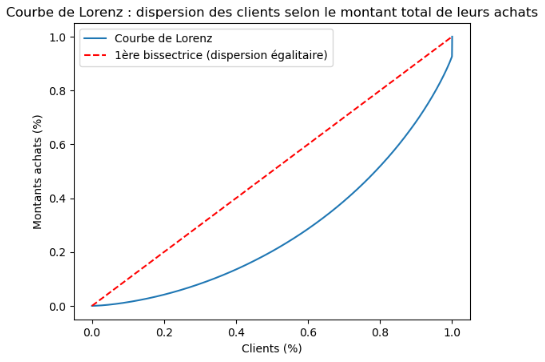 Courbe de Lorenz : dispersion des clients selon le montant total de leurs achats
Courbe de Lorenz
1ère bissectrice (dispersion égalitaire)
Montants achats (%)
1.0
0.8
0.6
0.4
0.2
0.0
0.0 0.2 0.4 0.6 0.8 1.0
Clients (%)